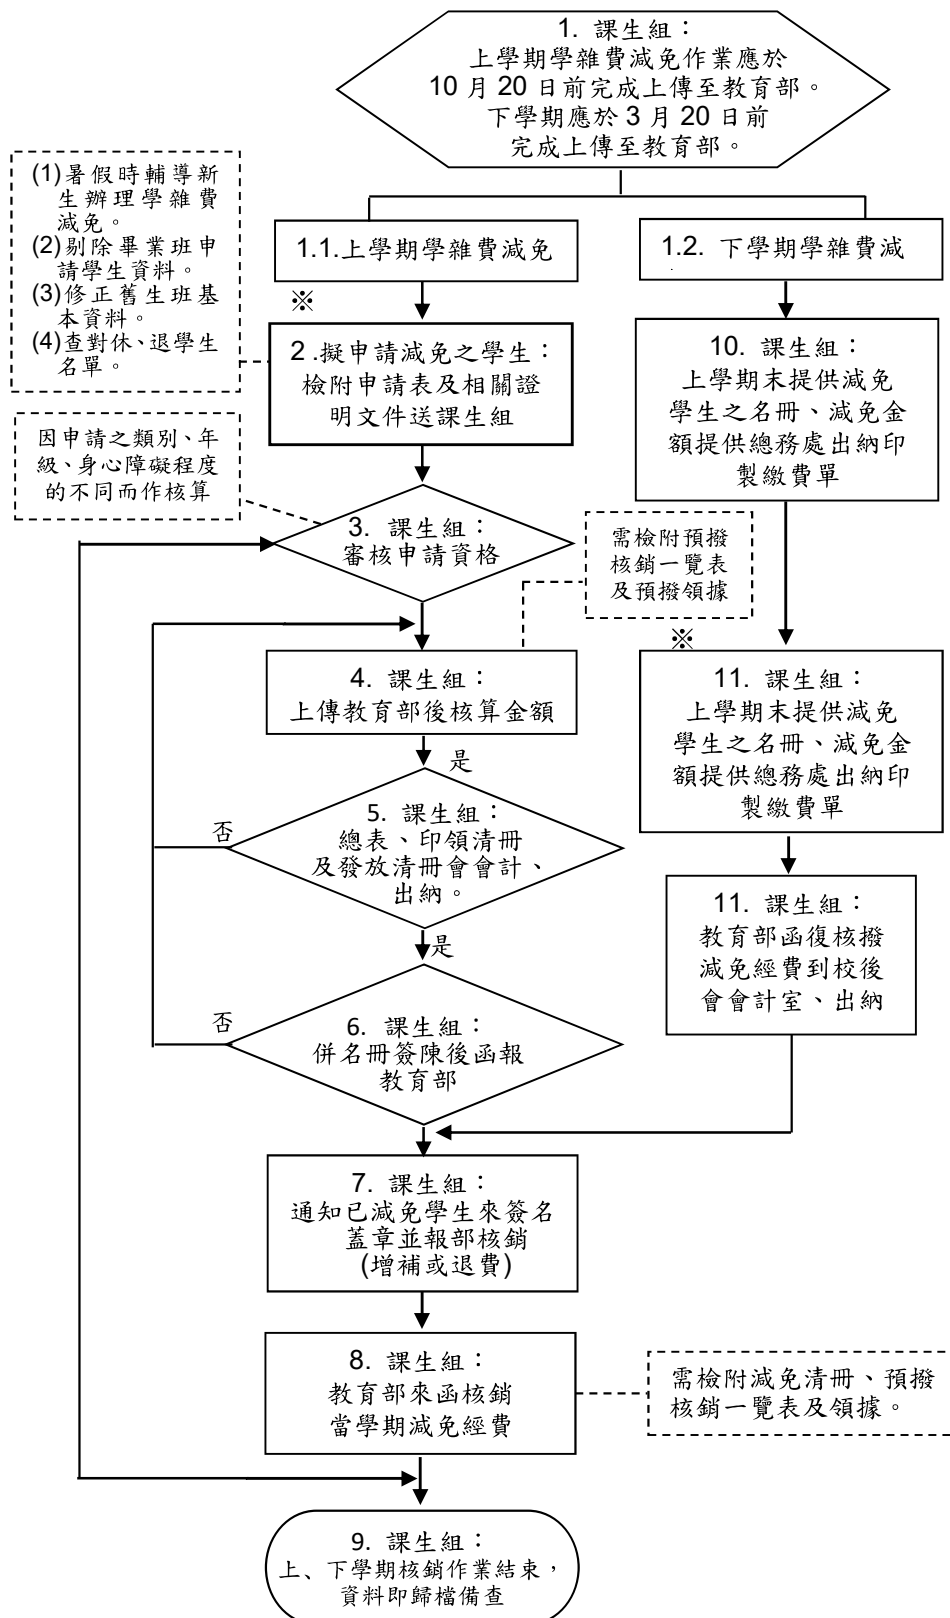 1. 課生組：
上學期學雜費減免作業應於
10 月 20 日前完成上傳至教育部。
下學期應於 3 月 20 日前
完成上傳至教育部。
(1)暑假時輔導新
生辦理學雜費
減免。
(2)剔除畢業班申
請學生資料。
(3)修正舊生班基
本資料。
(4)查對休、退學生
名單。
1.1.上學期學雜費減免
1.2. 下學期學雜費減
※
2 .擬申請減免之學生：
檢附申請表及相關證
明文件送課生組
10. 課生組：
上學期末提供減免
學生之名冊、減免金
額提供總務處出納印
製繳費單
因申請之類別、年
級、身心障礙程度
的不同而作核算
3. 課生組：
審核申請資格
需檢附預撥
核銷一覽表
及預撥領據
※
4. 課生組：
上傳教育部後核算金額
11. 課生組：
上學期末提供減免
學生之名冊、減免金
額提供總務處出納印
製繳費單
是
否
5. 課生組：
總表、印領清冊
及發放清冊會會計、
出納。
是
11. 課生組：
教育部函復核撥
減免經費到校後
會會計室、出納
否
6. 課生組：
併名冊簽陳後函報
教育部
7. 課生組：
通知已減免學生來簽名
蓋章並報部核銷
(增補或退費)
8. 課生組：
教育部來函核銷
當學期減免經費
需檢附減免清冊、預撥
核銷一覽表及領據。
9. 課生組：
上、下學期核銷作業結束，
資料即歸檔備查